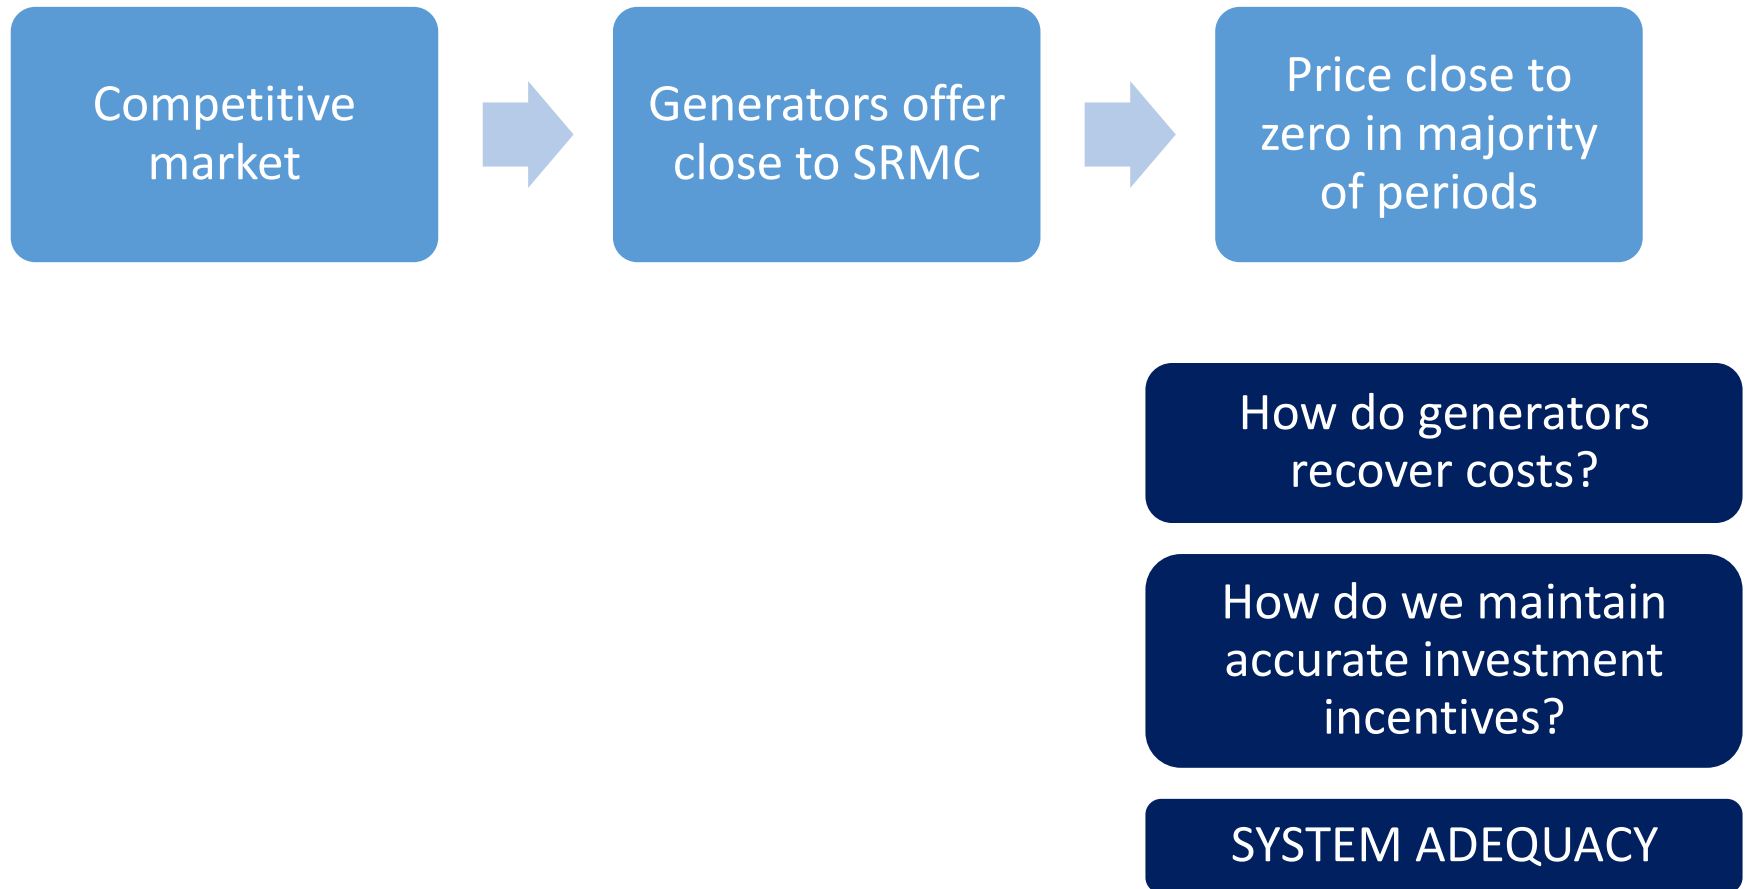 Competitive
market
Generators offer
close to SRMC
Price close to
zero in majority
of periods
How do generators
recover costs?
How do we maintain
accurate investment
incentives?
SYSTEM ADEQUACY